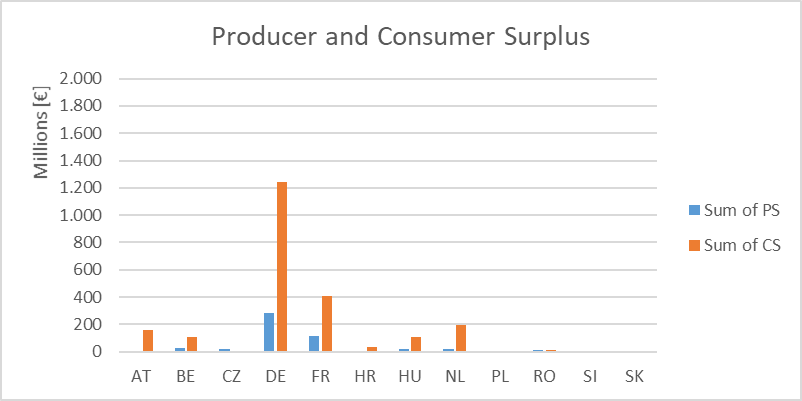 Producer and Consumer Surplus
Millions [€]
2.000
1.800
1.600
1.400
1.200
1.000
800
600
400
200
0
AT BE CZ DE FR HR HU NL PL RO SI SK
Sum of PS
Sum of CS